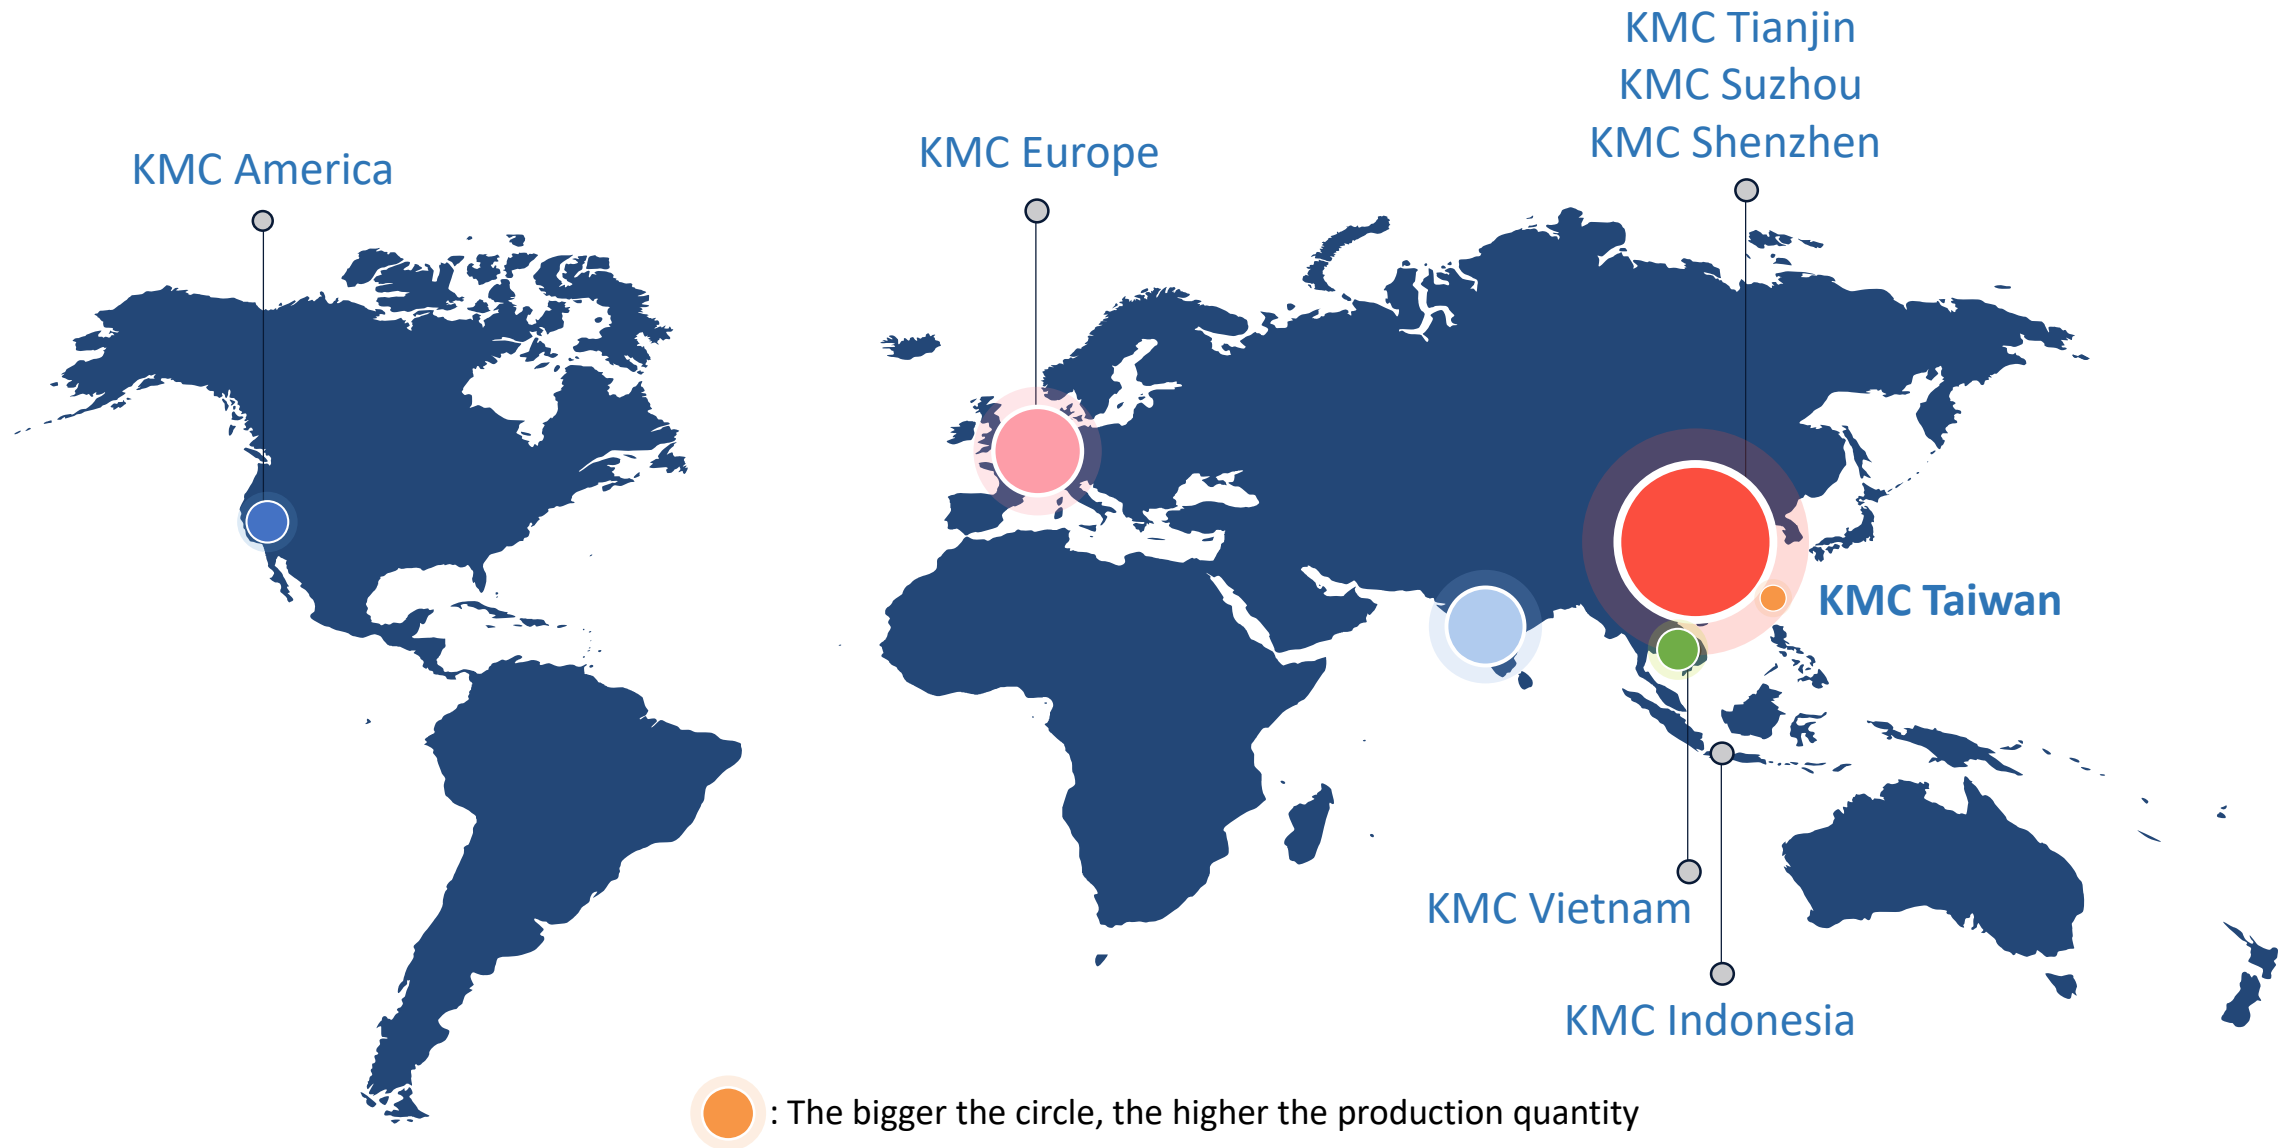 KMC Tianjin
KMC Suzhou
KMC Shenzhen
KMC America
KMC Europe
KMC Taiwan
KMC Vietnam
KMC Indonesia
: The bigger the circle, the higher the production quantity